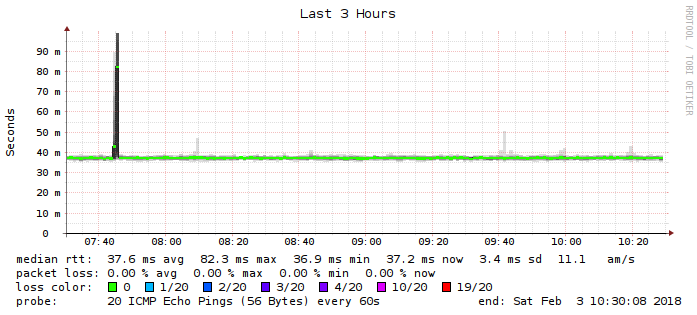 Last 3 Hours
RRDTOOL / TOBI OETIKER
Seconds
90 m
80 m
70 m
60 m
50 m
40 m
30 m
20 m
10 m
0
07:40 08:00 08:20 08:40 09:00 09:20 09:40 10:00 10:20
median rtt: 37.6 ms avg 82.3 ms max 36.9 ms min 37.2 ms now 3.4 ms sd 11.1 am/s
packet loss: 0.00 % avg 0.00 % max 0.00 % min 0.00 % now
loss color: 0 1/20 2/20 3/20 4/20 10/20 19/20
probe: 20 ICMP Echo Pings (56 Bytes) every 60s end: Sat Feb 3 10:30:08 2018